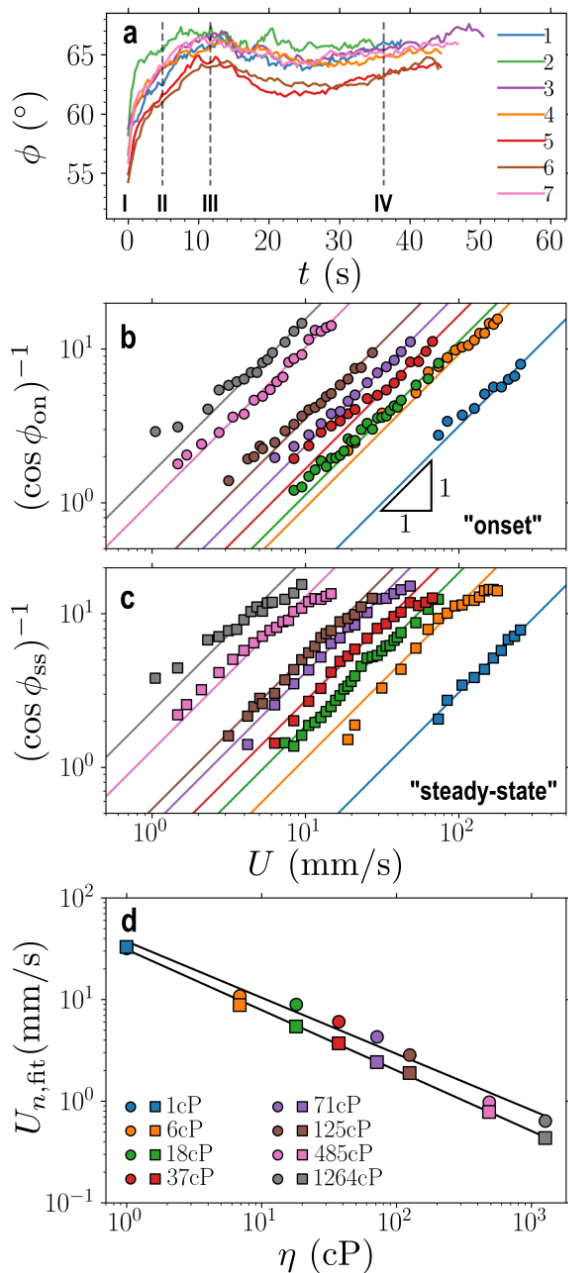 a
65
60
55
ϕ (°)
1
2
3
4
5
6
7
I II III IV
0 10 20 30 40 50 60
t (s)
b
10¹
10⁰
(cos ϕₒₙ)⁻¹
1
1
"onset"
c
10¹
10⁰
(cos ϕₛₛ)⁻¹
"steady-state"
10⁰ 10¹ 10²
U (mm/s)
d
10²
10¹
10⁰
10⁻¹
Uₙ,fit(mm/s)
1cP 71cP
6cP 125cP
18cP 485cP
37cP 1264cP
10⁰ 10¹ 10² 10³
η (cP)